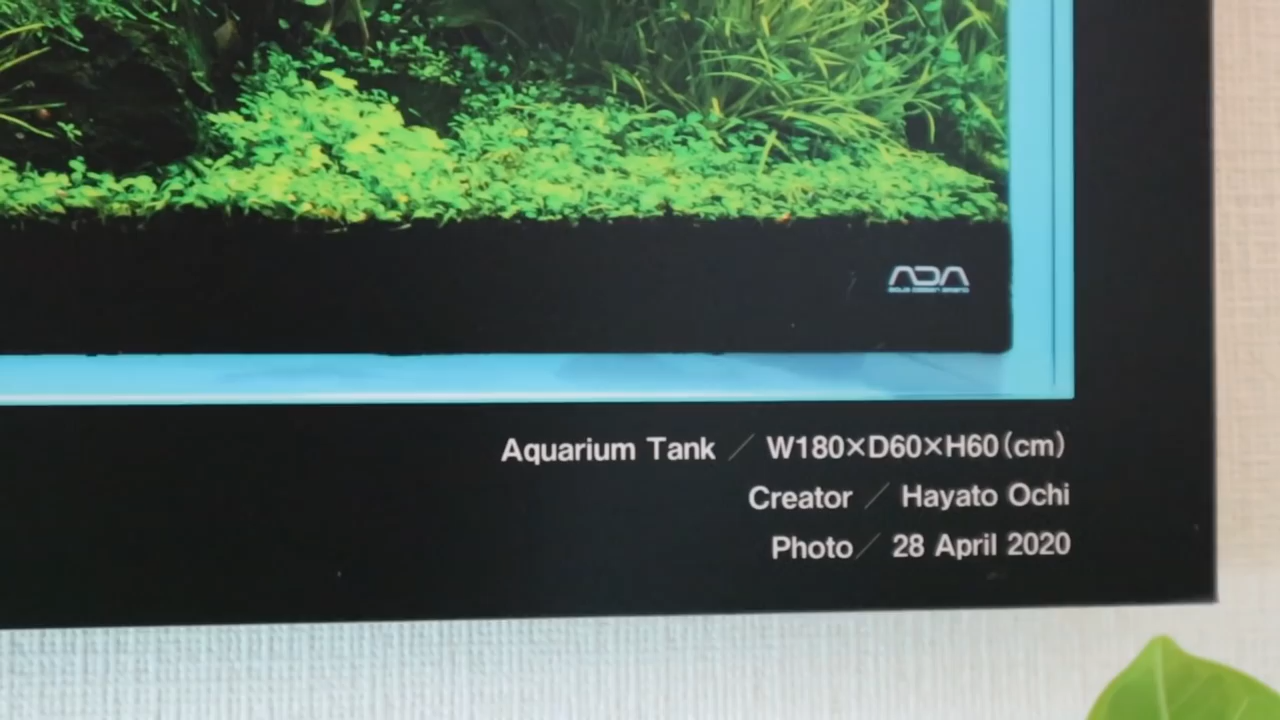 ADA
Aquarium Tank ／ W180×D60×H60(cm)
Creator ／ Hayato Ochi
Photo／ 28 April 2020